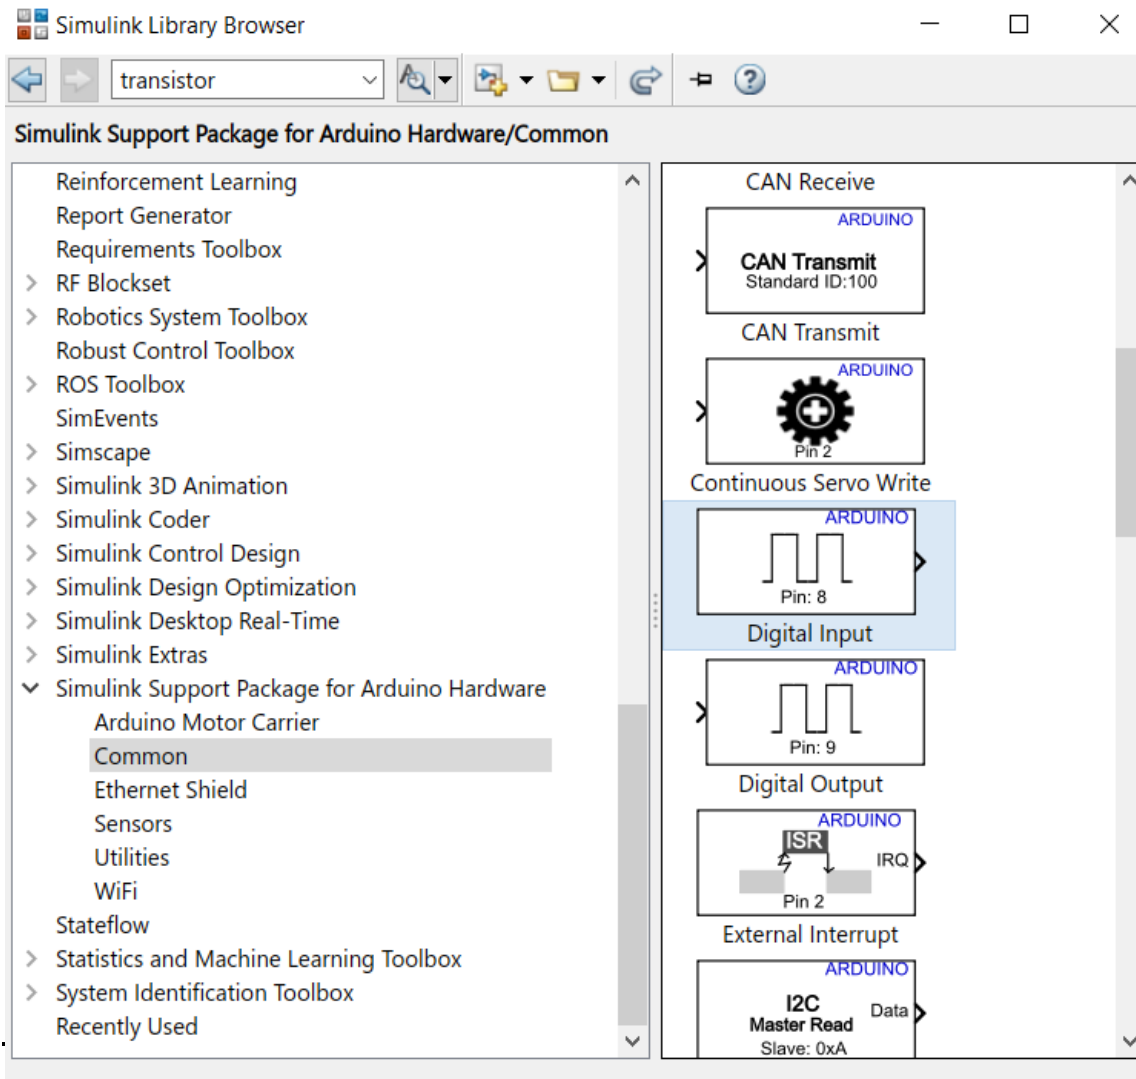 Simulink Library Browser
transistor
Simulink Support Package for Arduino Hardware/Common
Reinforcement Learning
Report Generator
Requirements Toolbox
RF Blockset
Robotics System Toolbox
Robust Control Toolbox
ROS Toolbox
SimEvents
Simscape
Simulink 3D Animation
Simulink Coder
Simulink Control Design
Simulink Design Optimization
Simulink Desktop Real-Time
Simulink Extras
Simulink Support Package for Arduino Hardware
Arduino Motor Carrier
Common
Ethernet Shield
Sensors
Utilities
WiFi
Stateflow
Statistics and Machine Learning Toolbox
System Identification Toolbox
Recently Used
CAN Receive
ARDUINO
CAN Transmit
Standard ID:100
CAN Transmit
ARDUINO
Pin 2
Continuous Servo Write
ARDUINO
Pin: 8
Digital Input
ARDUINO
Pin: 9
Digital Output
ARDUINO
ISR
IRQ
Pin 2
External Interrupt
ARDUINO
I2C
Master Read
Data
Slave: 0xA